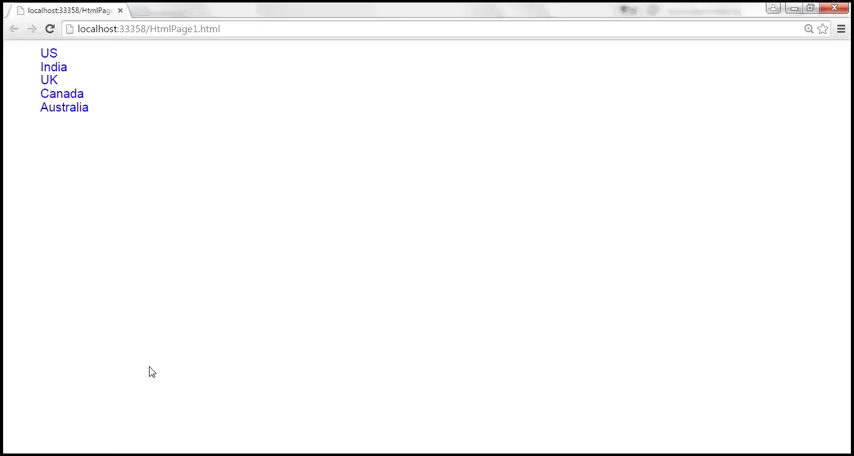 localhost:33358/HtmlPag
localhost:33358/HtmlPage1.html
US
India
UK
Canada
Australia